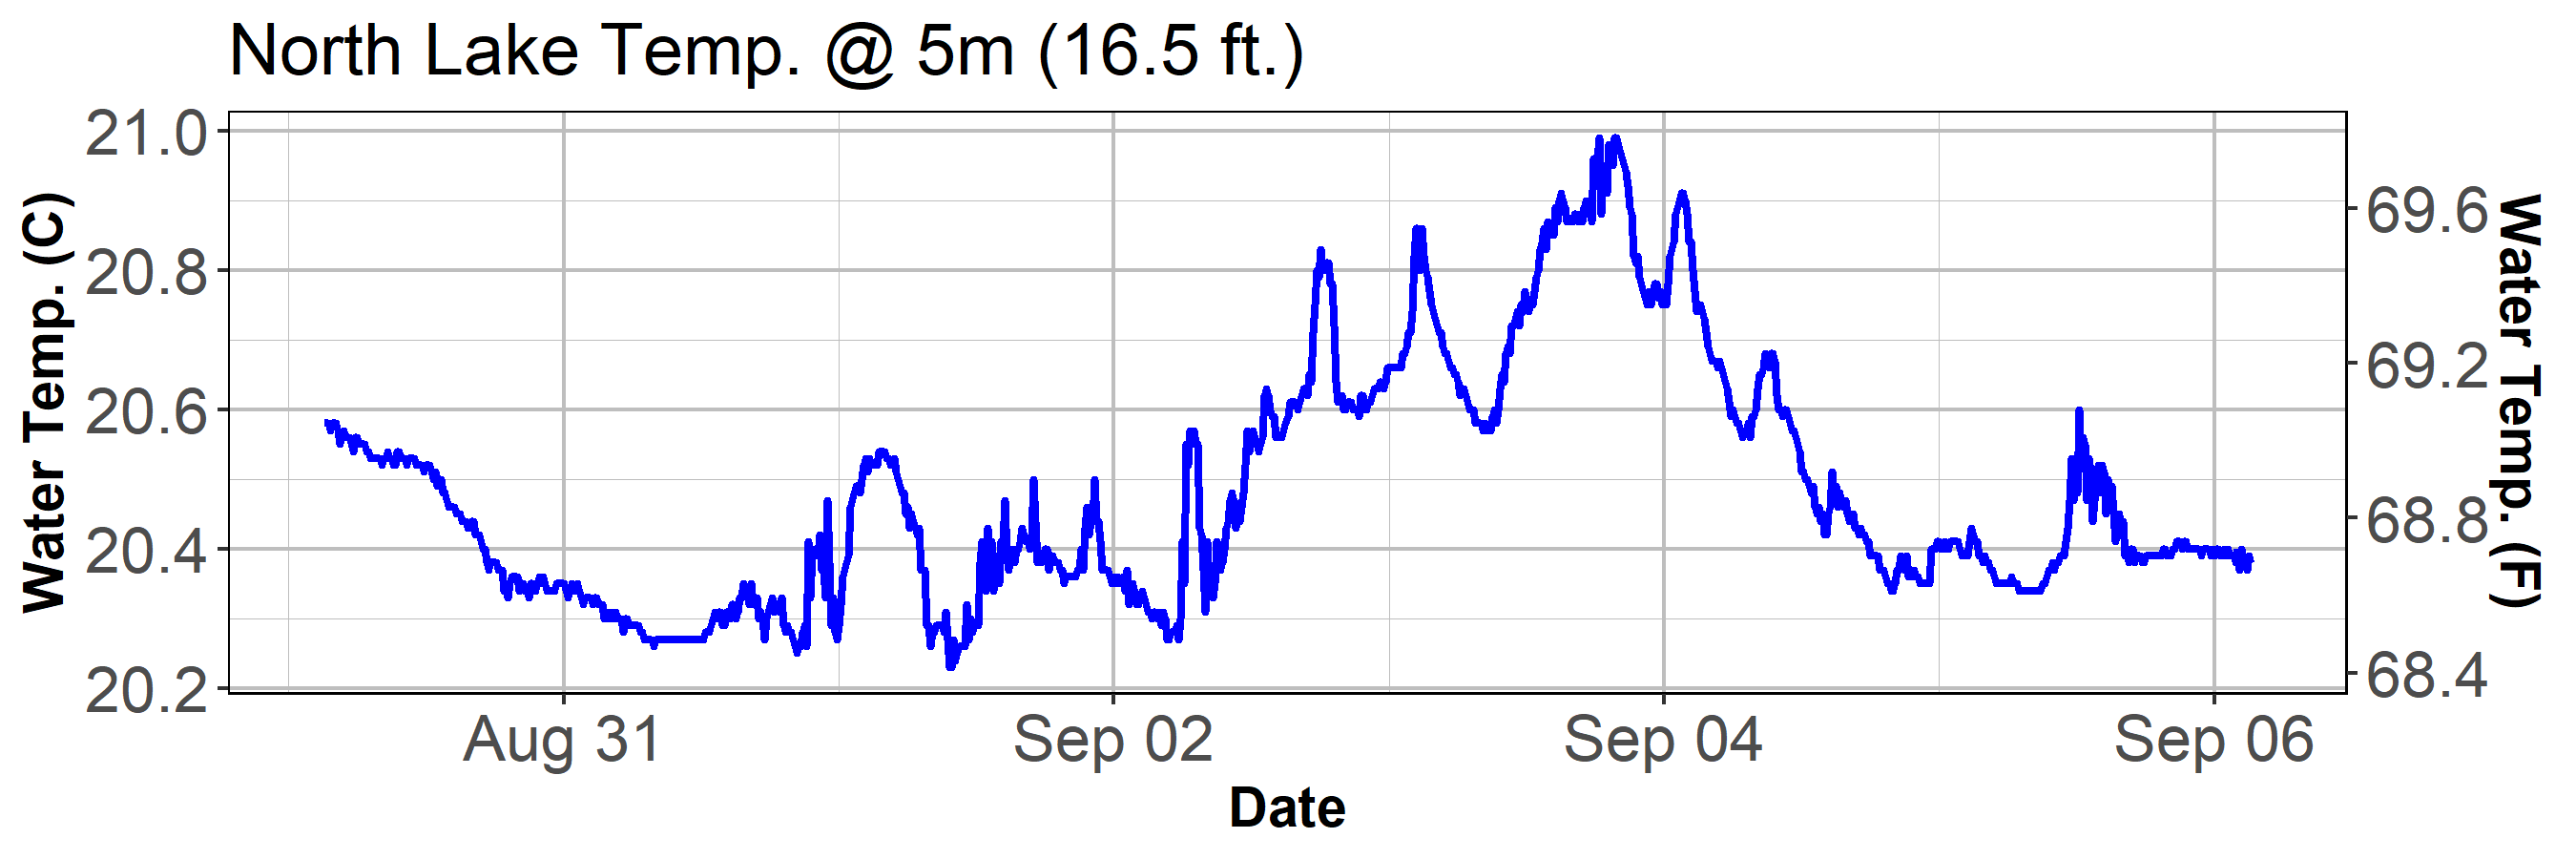 North Lake Temp. @ 5m (16.5 ft.)
Water Temp. (C)
21.0
20.8
20.6
20.4
20.2
69.6
69.2
68.8
68.4
Water Temp. (F)
Aug 31
Sep 02
Sep 04
Sep 06
Date